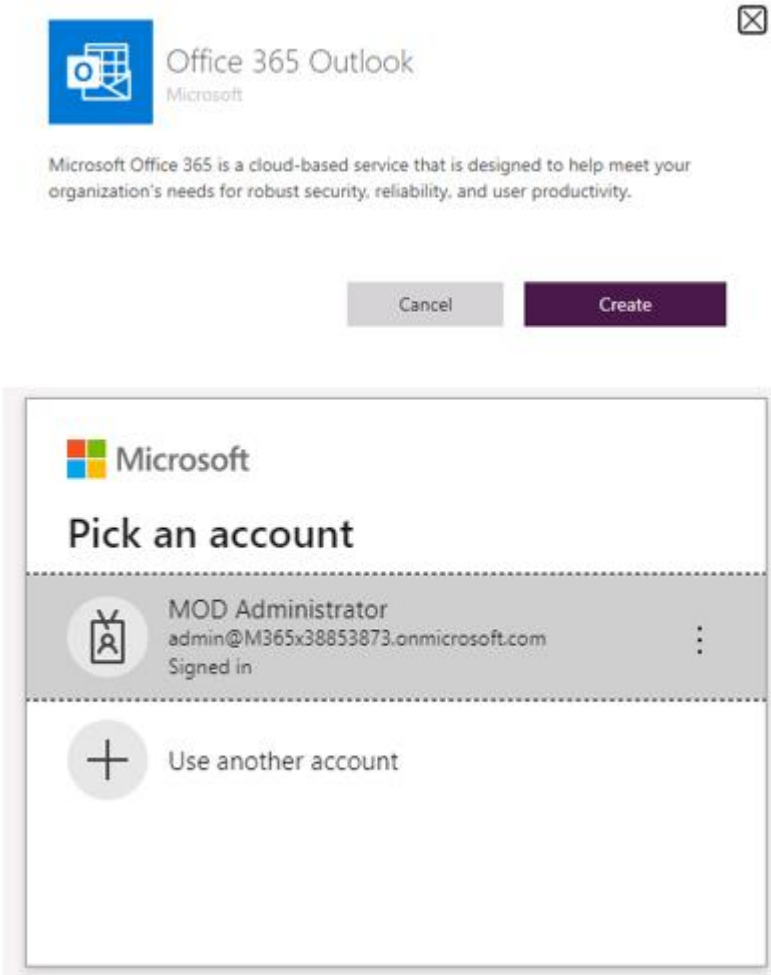 Office 365 Outlook
Microsoft
Microsoft Office 365 is a cloud-based service that is designed to help meet your
organization's needs for robust security, reliability, and user productivity.
Cancel
Create
Microsoft
Pick an account
MOD Administrator
admin@M365x38853873.onmicrosoft.com
Signed in
Use another account